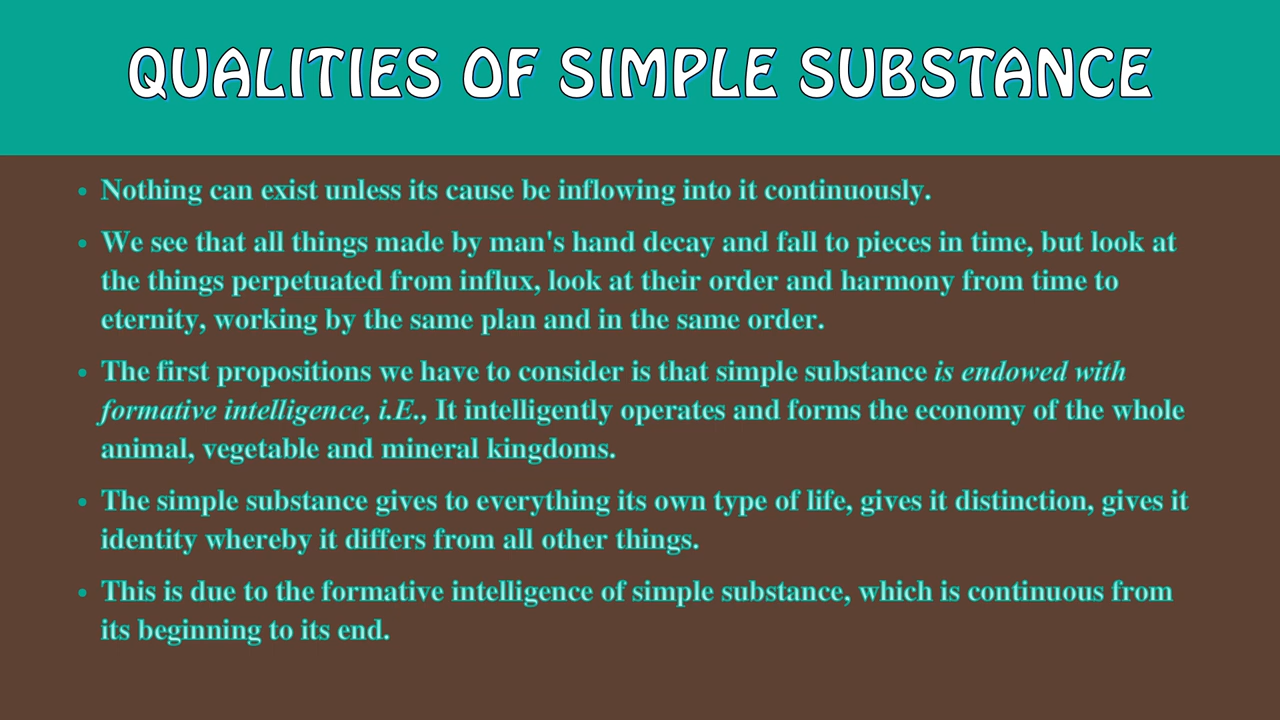 QUALITIES OF SIMPLE SUBSTANCE
• Nothing can exist unless its cause be inflowing into it continuously.
• We see that all things made by man's hand decay and fall to pieces in time, but look at
the things perpetuated from influx, look at their order and harmony from time to
eternity, working by the same plan and in the same order.
• The first propositions we have to consider is that simple substance is endowed with
formative intelligence, i.E., It intelligently operates and forms the economy of the whole
animal, vegetable and mineral kingdoms.
• The simple substance gives to everything its own type of life, gives it distinction, gives it
identity whereby it differs from all other things.
• This is due to the formative intelligence of simple substance, which is continuous from
its beginning to its end.